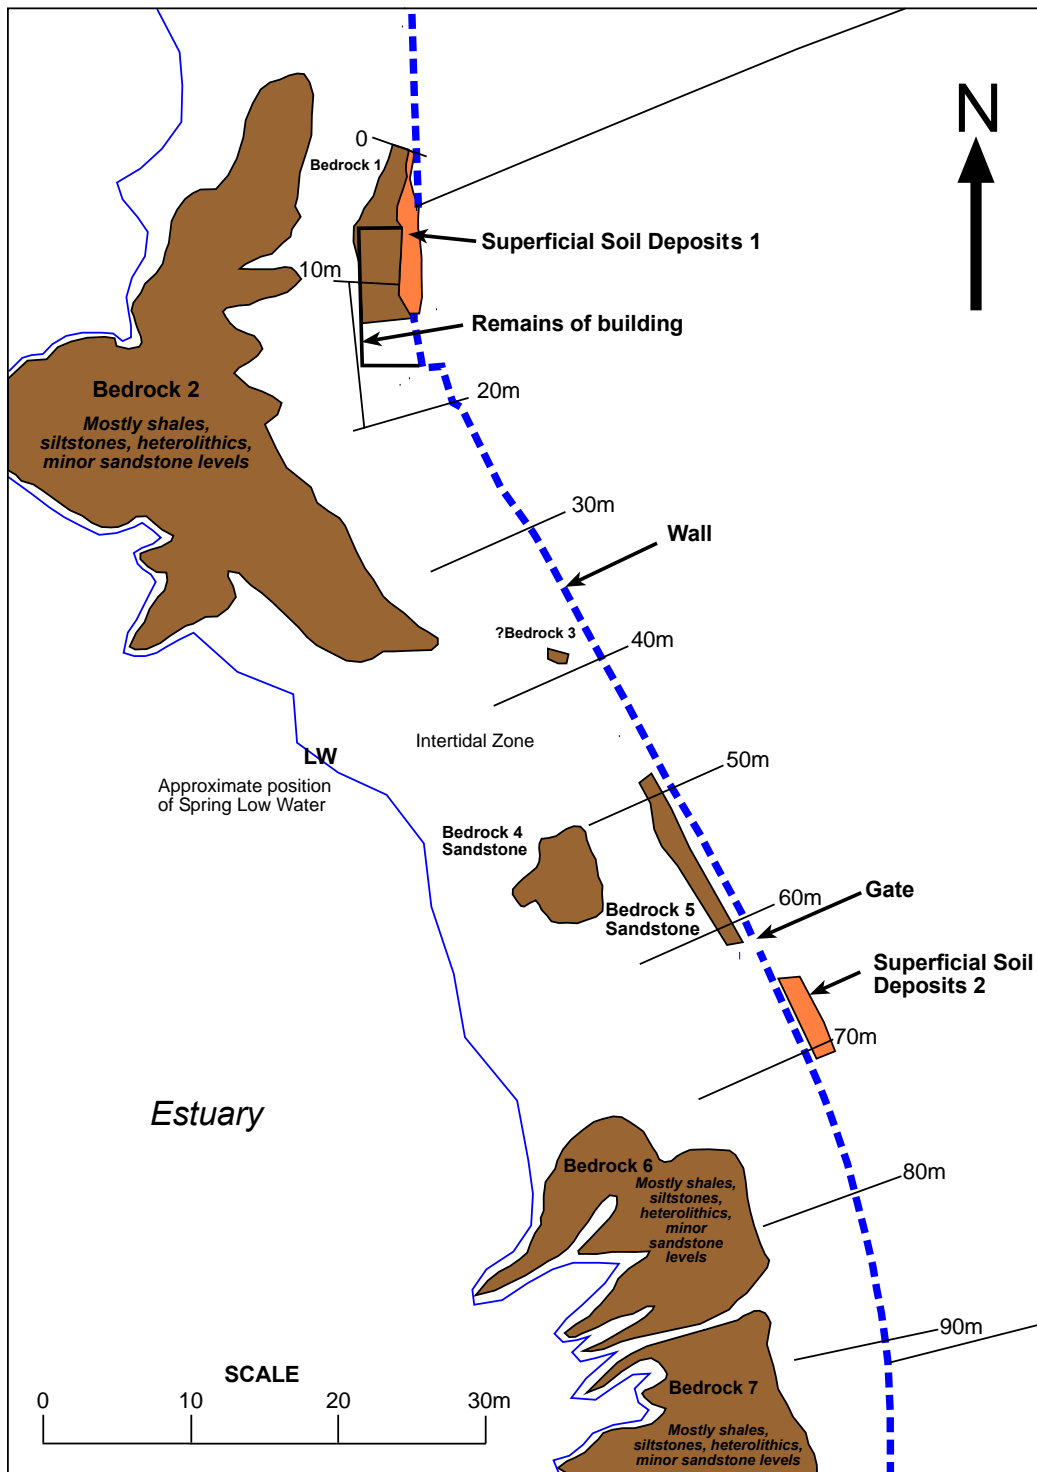 N
0
Bedrock 1
Superficial Soil Deposits 1
10m
Remains of building
Bedrock 2
Mostly shales,
siltstones, heterolithics,
minor sandstone levels
20m
30m
Wall
?Bedrock 3
40m
Intertidal Zone
LW
Approximate position
of Spring Low Water
50m
Bedrock 4
Sandstone
Bedrock 5
Sandstone
60m
Gate
Superficial Soil
Deposits 2
70m
Estuary
Bedrock 6
Mostly shales,
siltstones,
heterolithics,
minor
sandstone
levels
80m
90m
SCALE
0 10 20 30m
Bedrock 7
Mostly shales,
siltstones, heterolithics,
minor sandstone levels